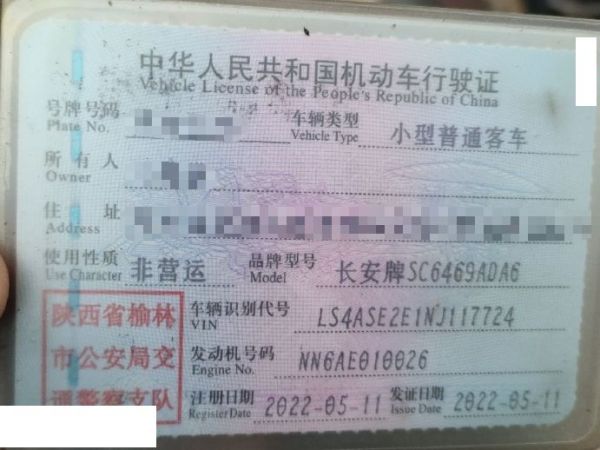 中华人民共和国机动车行驶证
Vehicle License of the People's Republic of China
号牌号码 车辆类型 小型普通客车
Plate No. Vehicle Type
所有人
Owner
住址
Address
使用性质 非营运 品牌型号 长安牌SC6469ADA6
Use Character Model
陕西省榆林 车辆识别代号 LS4ASE2E1NJ117724
VIN
市公安局交 发动机号码 NN6AE010026
Engine No.
通警察支队 注册日期 2022-05-11 发证日期 2022-05-11
Register Date Issue Date